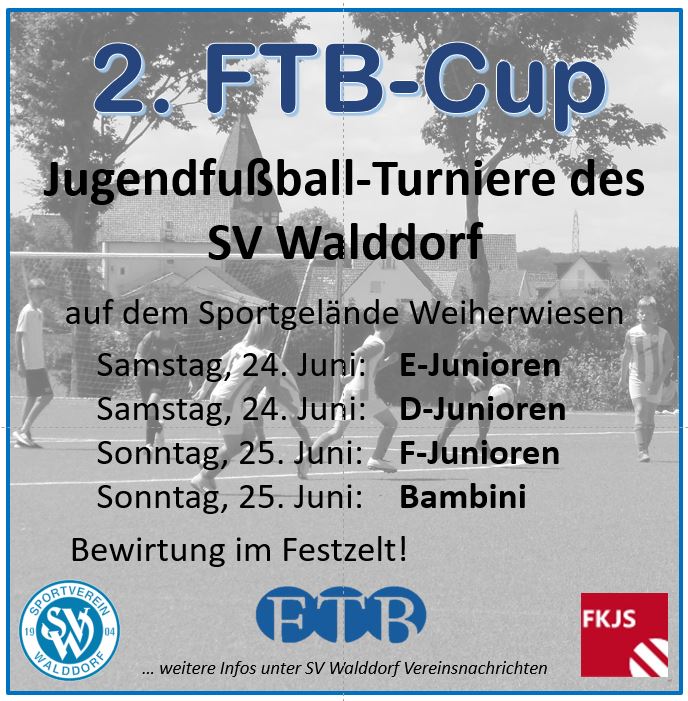 2. FTB-Cup
Jugendfußball-Turniere des
SV Walddorf
auf dem Sportgelände Weiherwiesen
Samstag, 24. Juni: E-Junioren
Samstag, 24. Juni: D-Junioren
Sonntag, 25. Juni: F-Junioren
Sonntag, 25. Juni: Bambini
Bewirtung im Festzelt!
SPORTVEREIN
19 SVW 04
WALDDORF
FTB
FKJS
... weitere Infos unter SV Walddorf Vereinsnachrichten